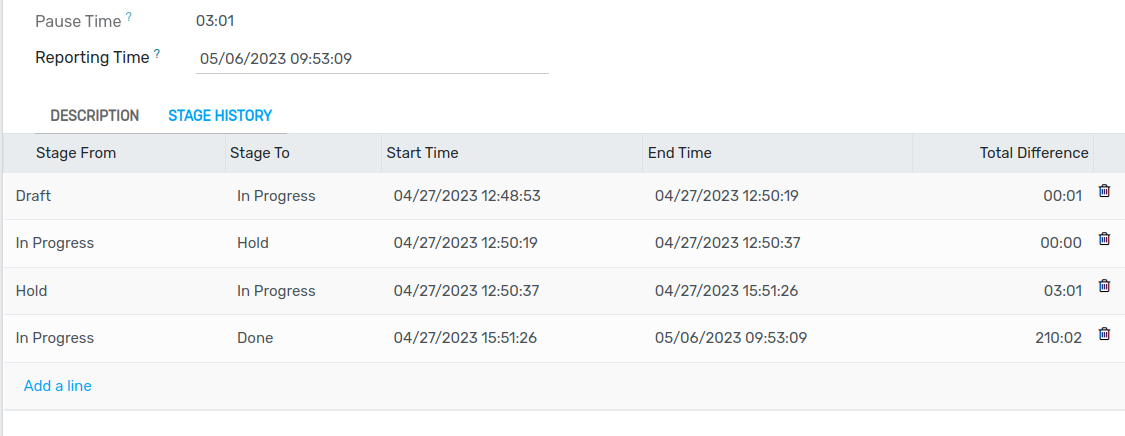 Pause Time ? 03:01
Reporting Time ? 05/06/2023 09:53:09
DESCRIPTION STAGE HISTORY
Stage From Stage To Start Time End Time Total Difference
Draft In Progress 04/27/2023 12:48:53 04/27/2023 12:50:19 00:01
In Progress Hold 04/27/2023 12:50:19 04/27/2023 12:50:37 00:00
Hold In Progress 04/27/2023 12:50:37 04/27/2023 15:51:26 03:01
In Progress Done 04/27/2023 15:51:26 05/06/2023 09:53:09 210:02
Add a line